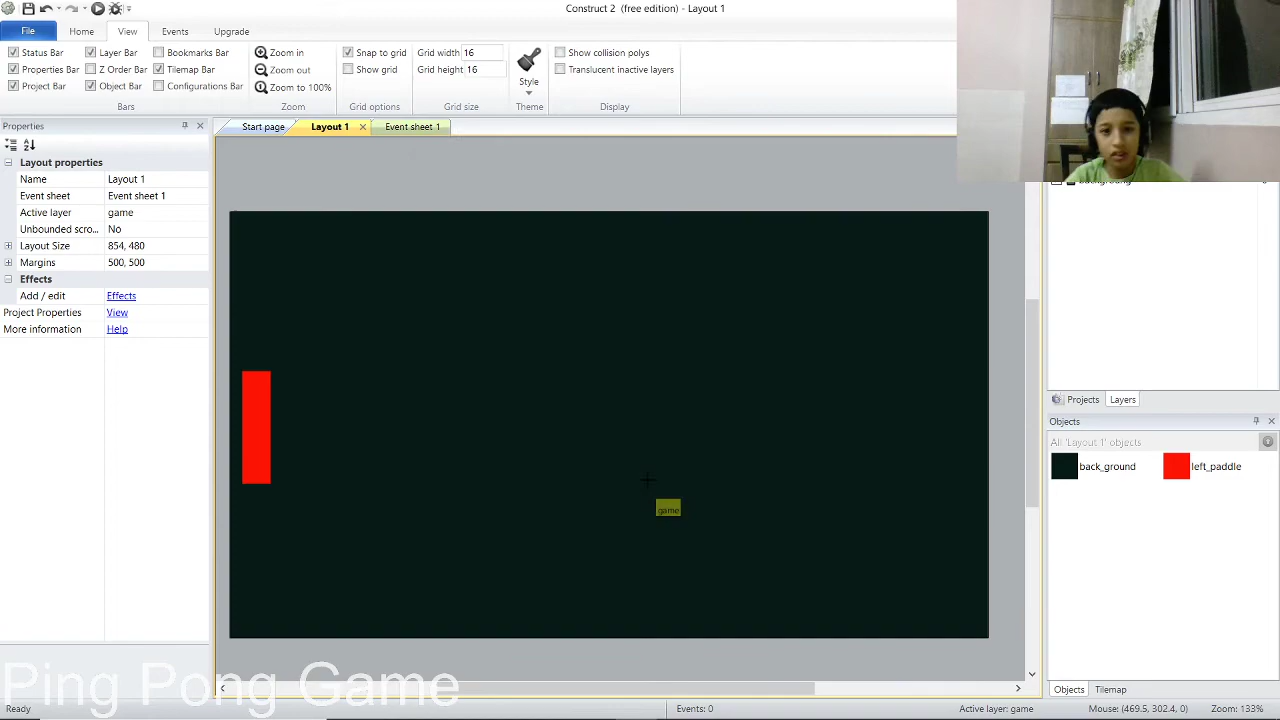 Construct 2  (free edition) - Layout 1
File Home View Events Upgrade
Status Bar Layer Bar Bookmarks Bar Zoom in Snap to grid Grid width 16 Show collision polys
Properties Bar Z Order Bar Tilemap Bar Zoom out Show grid Grid height 16 Translucent inactive layers
Project Bar Object Bar Configurations Bar Zoom to 100% Style
Bars Zoom Grid options Grid size Theme Display
Properties Start page Layout 1 Event sheet 1
Layout properties
Name Layout 1
Event sheet Event sheet 1
Active layer game
Unbounded scro... No
Layout Size 854, 480
Margins 500, 500
Effects
Add / edit Effects
Project Properties View
More information Help
Projects Layers
Objects
All 'Layout 1' objects
back_ground left_paddle
game
Ping Pong Game
Objects Tilemap
Ready Events: 0 Active layer: game Mouse: (469.5, 302.4, 0) Zoom: 133%